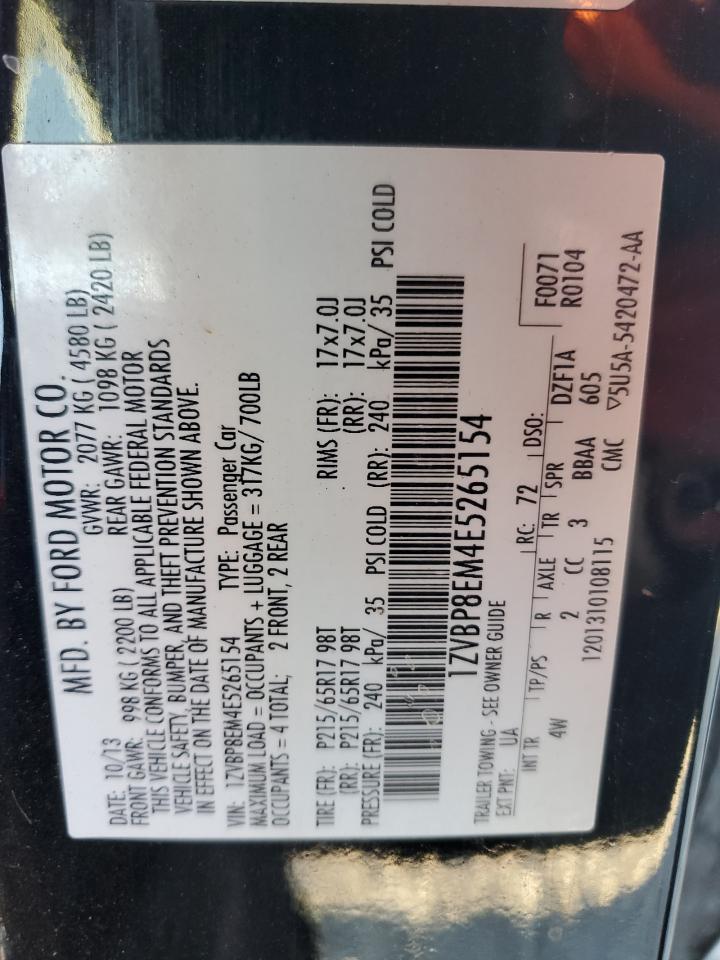 MFD. BY FORD MOTOR CO.
DATE: 10/13 GVWR: 2077 KG ( 4580 LB)
FRONT GAWR: 998 KG ( 2200 LB) REAR GAWR: 1098 KG ( 2420 LB)
THIS VEHICLE CONFORMS TO ALL APPLICABLE FEDERAL MOTOR
VEHICLE SAFETY, BUMPER, AND THEFT PREVENTION STANDARDS
IN EFFECT ON THE DATE OF MANUFACTURE SHOWN ABOVE.
VIN: 1ZVBP8EM4E5265154 TYPE: Passenger Car
MAXIMUM LOAD = OCCUPANTS + LUGGAGE = 317KG/700LB
OCCUPANTS = 4 TOTAL; 2 FRONT, 2 REAR
TIRE (FR): P215/65R17 98T RIMS (FR): 17x7.0J
(RR): P215/65R17 98T (RR): 17x7.0J
PRESSURE (FR): 240 kPa/ 35 PSI COLD (RR): 240 kPa/ 35 PSI COLD
1ZVBP8EM4E5265154
TRAILER TOWING - SEE OWNER GUIDE
EXT PNT: UA RC: 72 DSO: F0071
INT TR TP/PS R AXLE TR SPR R0104
4W 2 CC 3 BBAA DZF1A
605
1201310108115 CMC ▽5U5A-5420472-AA